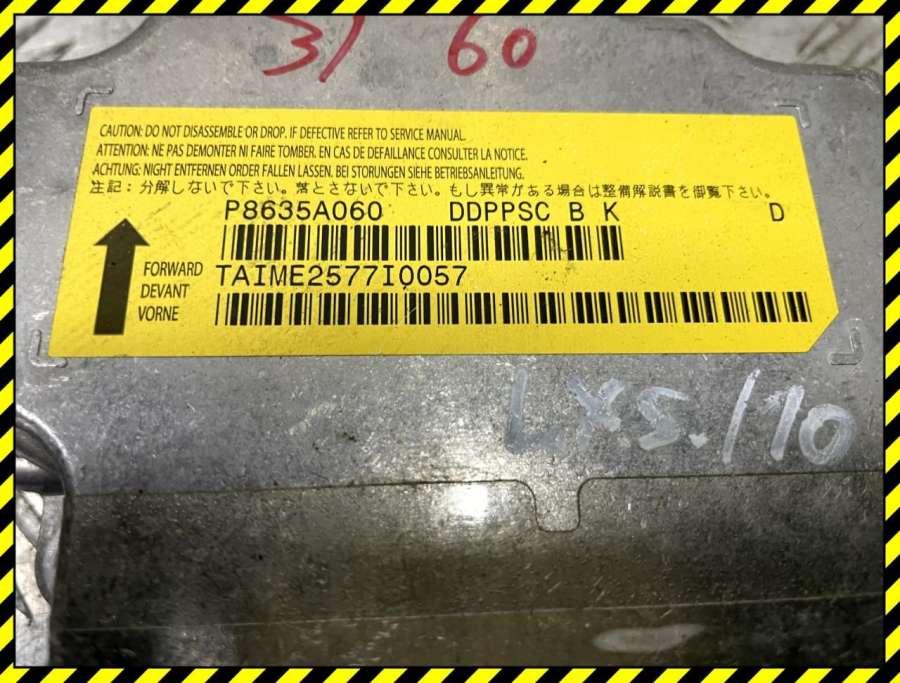 31 60
CAUTION: DO NOT DISASSEMBLE OR DROP. IF DEFECTIVE REFER TO SERVICE MANUAL.
ATTENTION: NE PAS DEMONTER NI FAIRE TOMBER. EN CAS DE DEFAILLANCE CONSULTER LA NOTICE.
ACHTUNG: NIGHT ENTFERNEN ORDER FALLEN LASSEN. BEI STORUNGEN SIEHE BETRIEBSANLEITUNG.
注記：分解しないで下さい。落とさないで下さい。もし異常がある場合は整備解説書を御覧下さい。
P8635A060 DDPPSC B K D
TAIME2577I0057
FORWARD
DEVANT
VORNE
LXS.110